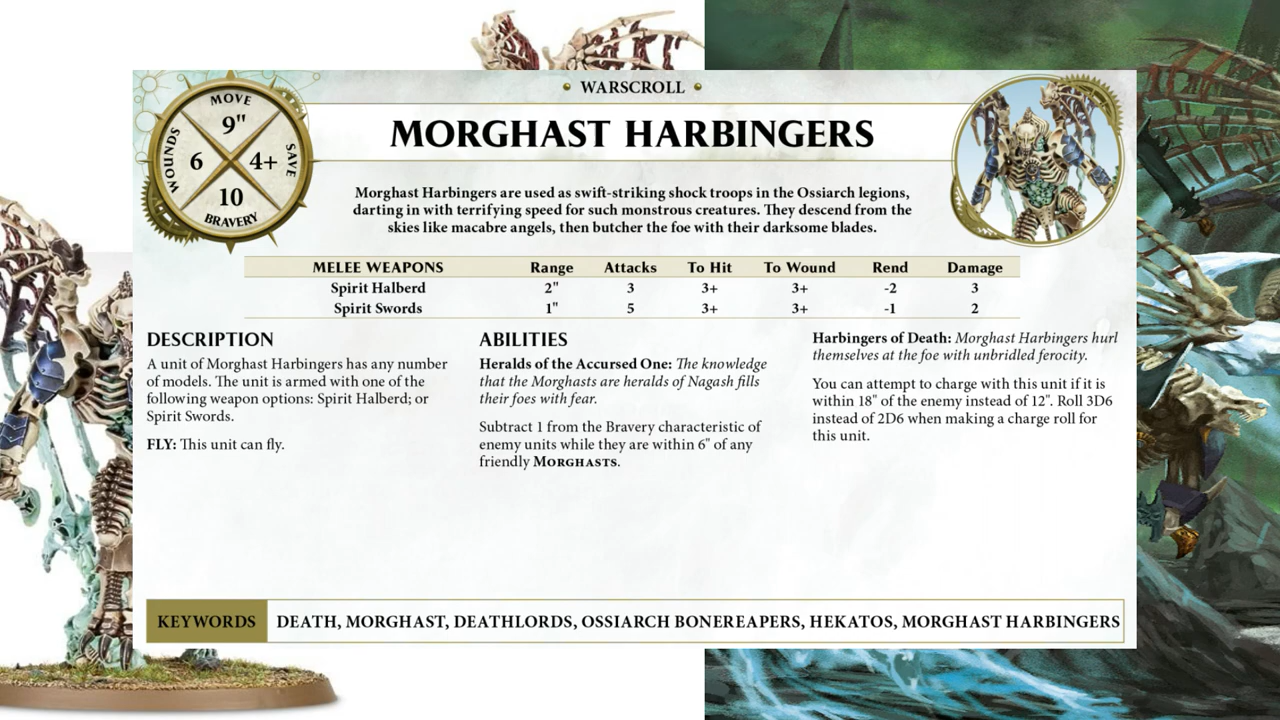 WARSCROLL
MORGHAST HARBINGERS
MOVE
9"
WOUNDS
6
4+
SAVE
10
BRAVERY
Morghast Harbingers are used as swift-striking shock troops in the Ossiarch legions,
darting in with terrifying speed for such monstrous creatures. They descend from the
skies like macabre angels, then butcher the foe with their darksome blades.
MELEE WEAPONS Range Attacks To Hit To Wound Rend Damage
Spirit Halberd 2" 3 3+ 3+ -2 3
Spirit Swords 1" 5 3+ 3+ -1 2
DESCRIPTION
A unit of Morghast Harbingers has any number
of models. The unit is armed with one of the
following weapon options: Spirit Halberd; or
Spirit Swords.
FLY: This unit can fly.
ABILITIES
Heralds of the Accursed One: The knowledge
that the Morghasts are heralds of Nagash fills
their foes with fear.
Subtract 1 from the Bravery characteristic of
enemy units while they are within 6" of any
friendly MORGHASTS.
Harbingers of Death: Morghast Harbingers hurl
themselves at the foe with unbridled ferocity.
You can attempt to charge with this unit if it is
within 18" of the enemy instead of 12". Roll 3D6
instead of 2D6 when making a charge roll for
this unit.
KEYWORDS DEATH, MORGHAST, DEATHLORDS, OSSIARCH BONEREAPERS, HEKATOS, MORGHAST HARBINGERS